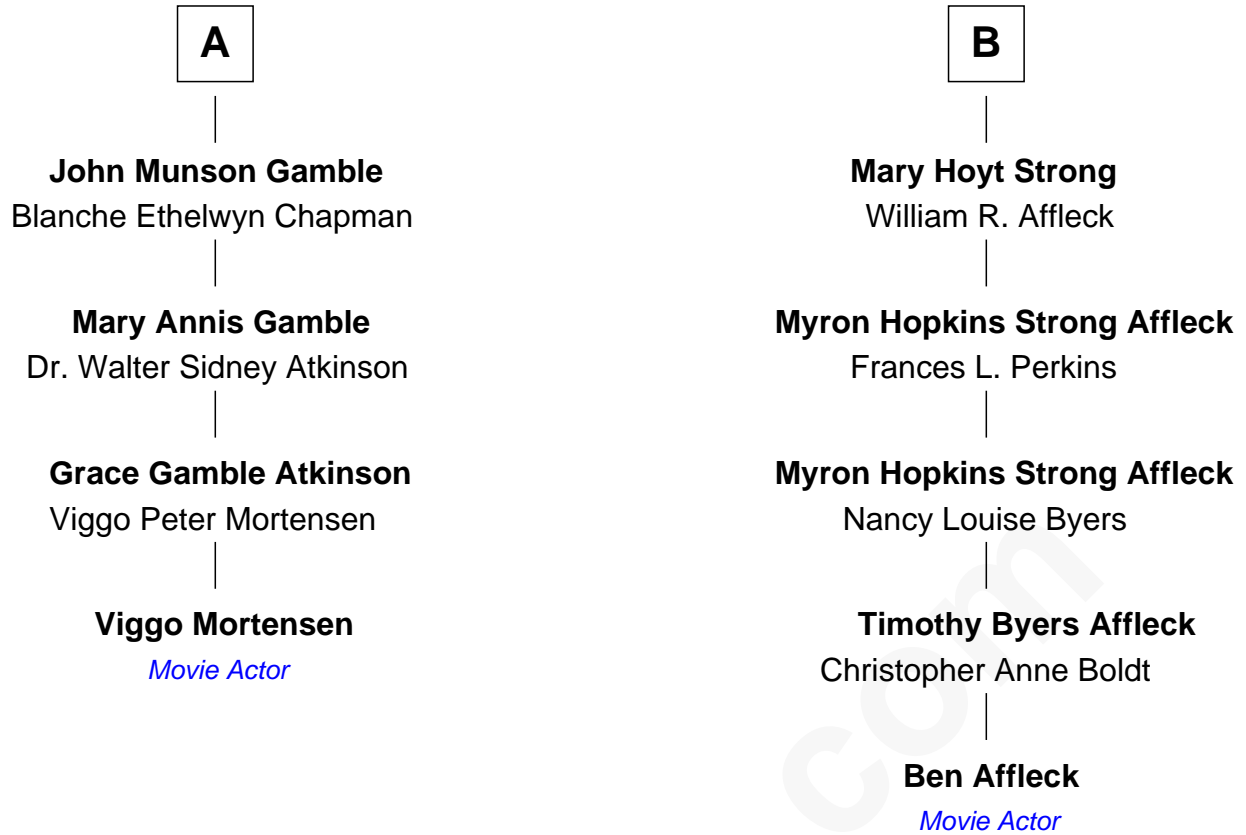 A
John Munson Gamble
Blanche Ethelwyn Chapman
Mary Annis Gamble
Dr. Walter Sidney Atkinson
Grace Gamble Atkinson
Viggo Peter Mortensen
Viggo Mortensen
Movie Actor
B
Mary Hoyt Strong
William R. Affleck
Myron Hopkins Strong Affleck
Frances L. Perkins
Myron Hopkins Strong Affleck
Nancy Louise Byers
Timothy Byers Affleck
Christopher Anne Boldt
Ben Affleck
Movie Actor
com